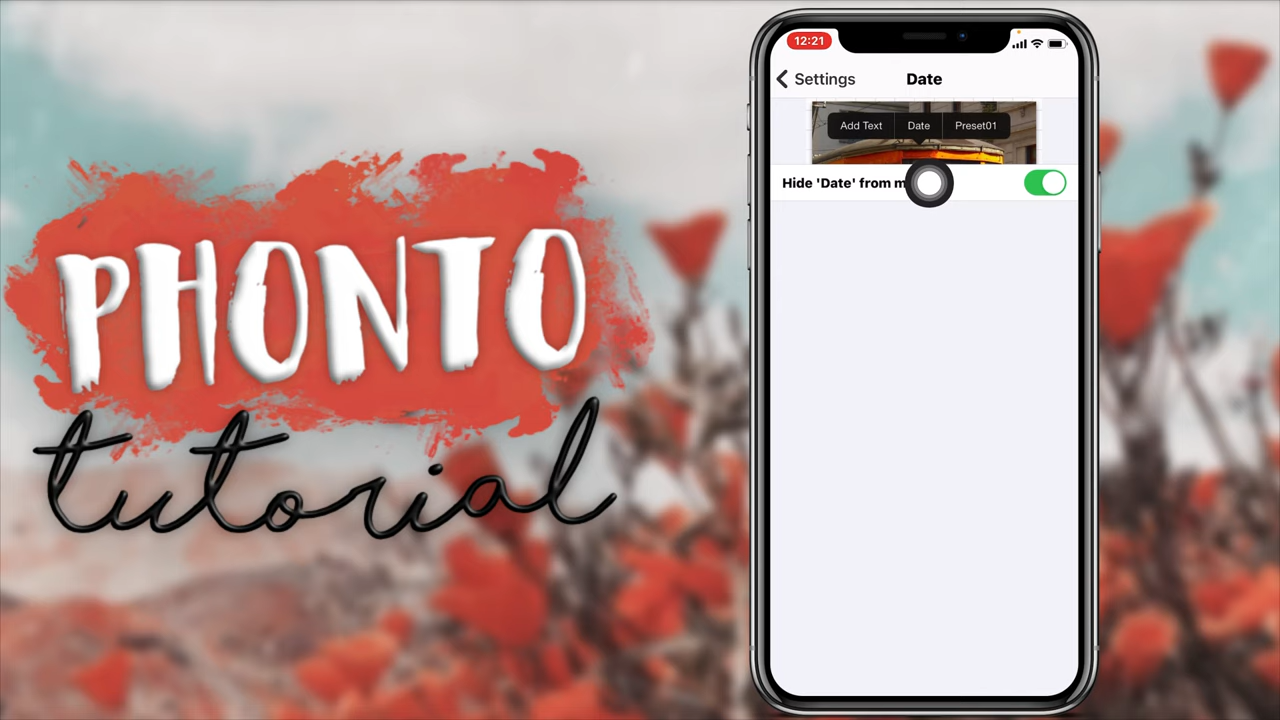 PHONTO
tutorial
12:21
Settings
Date
Add Text
Date
Preset01
Hide 'Date' from